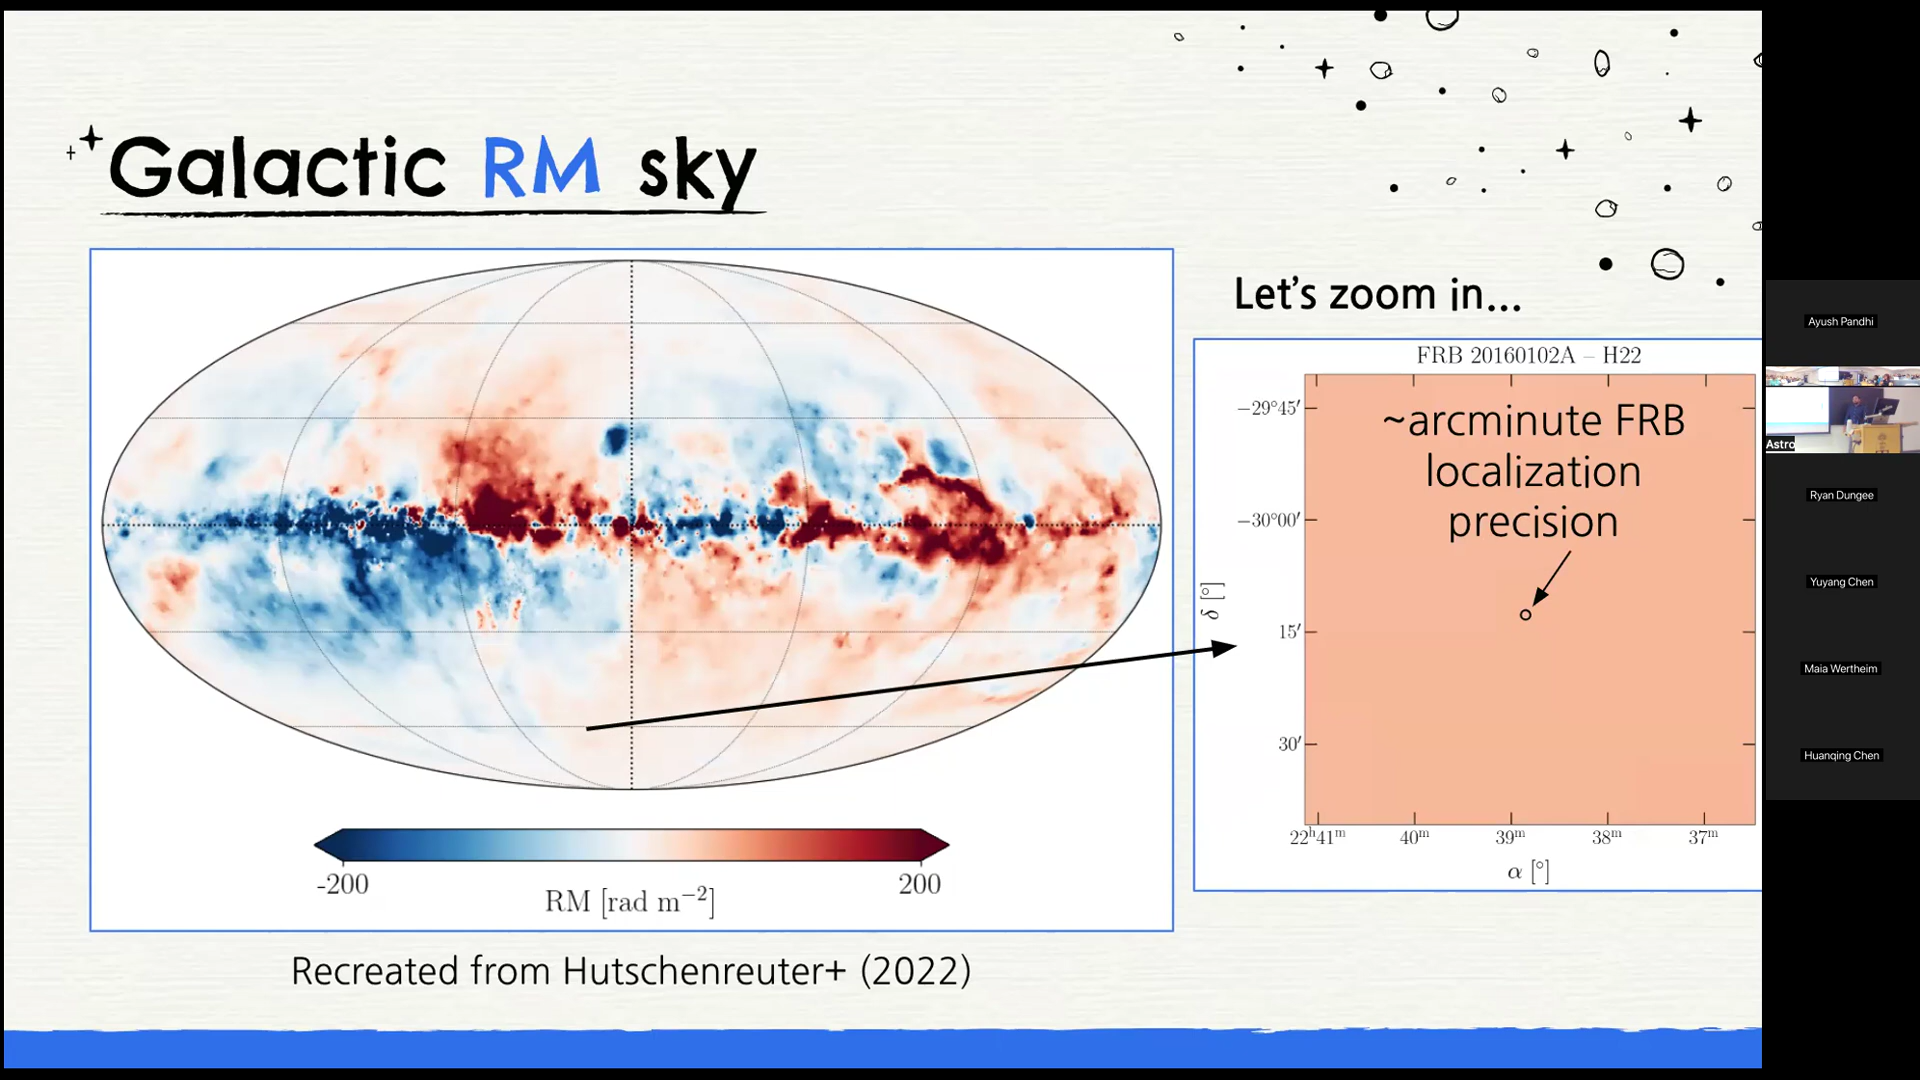 Galactic RM sky
Let's zoom in...
FRB 20160102A – H22
~arcminute FRB
localization
precision
−29°45′
−30°00′
15′
30′
δ [°]
22ʰ41ᵐ 40ᵐ 39ᵐ 38ᵐ 37ᵐ
α [°]
-200 200
RM [rad m⁻²]
Recreated from Hutschenreuter+ (2022)
Ayush Pandhi
Astro
Ryan Dungee
Yuyang Chen
Maia Wertheim
Huanqing Chen